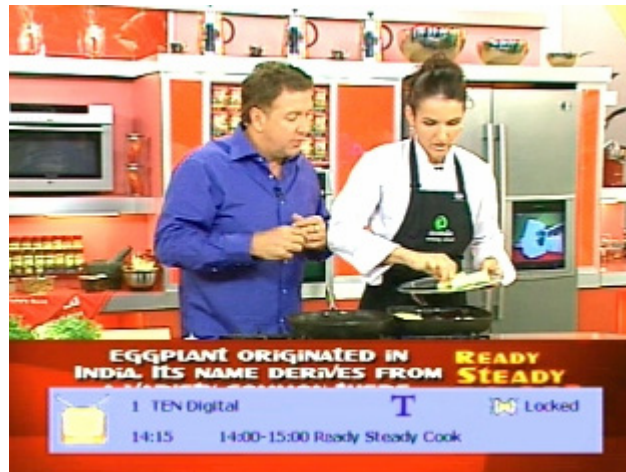 EGGPLANT ORIGINATED IN
INDIA. ITS NAME DERIVES FROM
READY
STEADY
1 TEN Digital
T
Locked
14:15 14:00-15:00 Ready Steady Cook